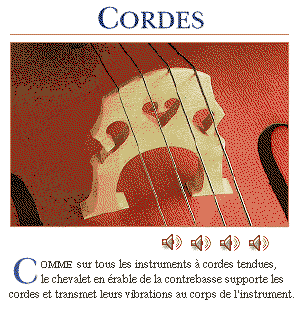 CORDES
COMME sur tous les instruments à cordes tendues,
le chevalet en érable de la contrebasse supporte les
cordes et transmet leurs vibrations au corps de l'instrument.